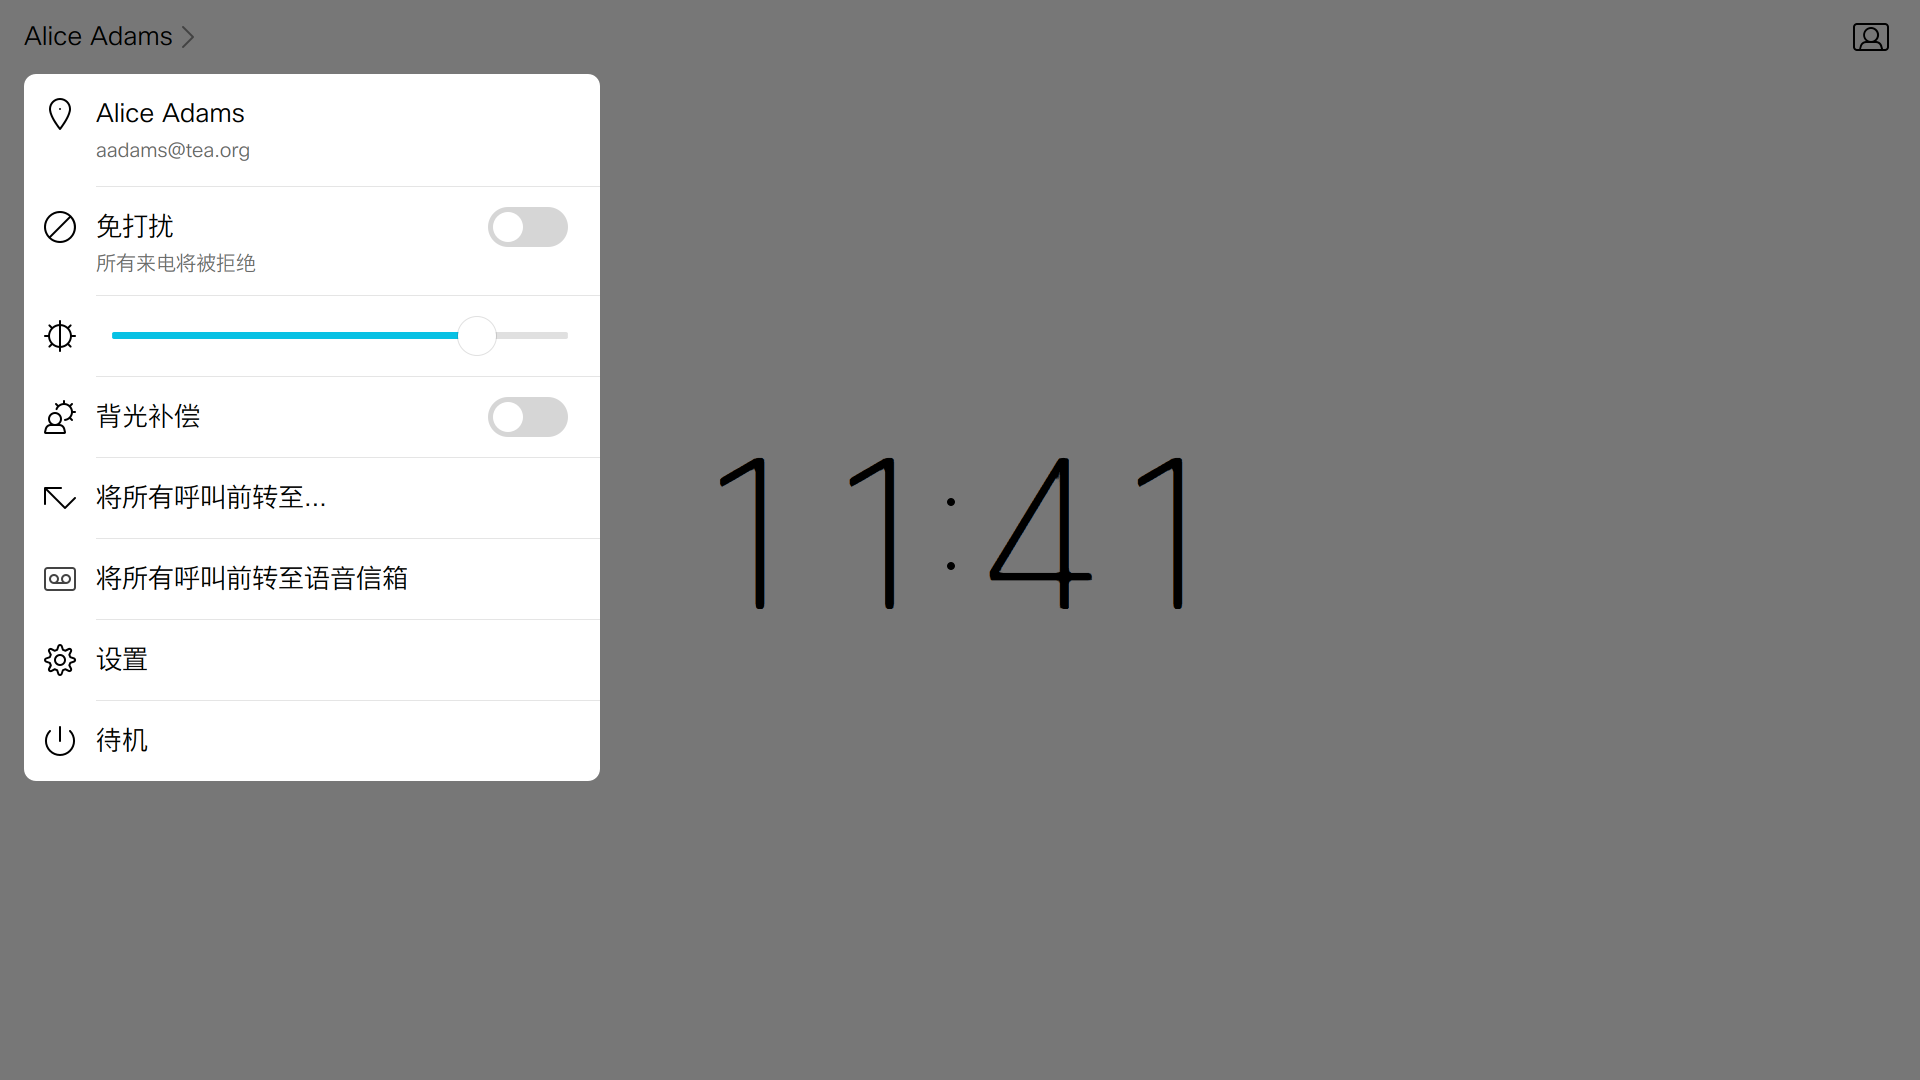 Alice Adams
Alice Adams
aadams@tea.org
免打扰
所有来电将被拒绝
背光补偿
将所有呼叫前转至...
将所有呼叫前转至语音信箱
设置
待机
11:41